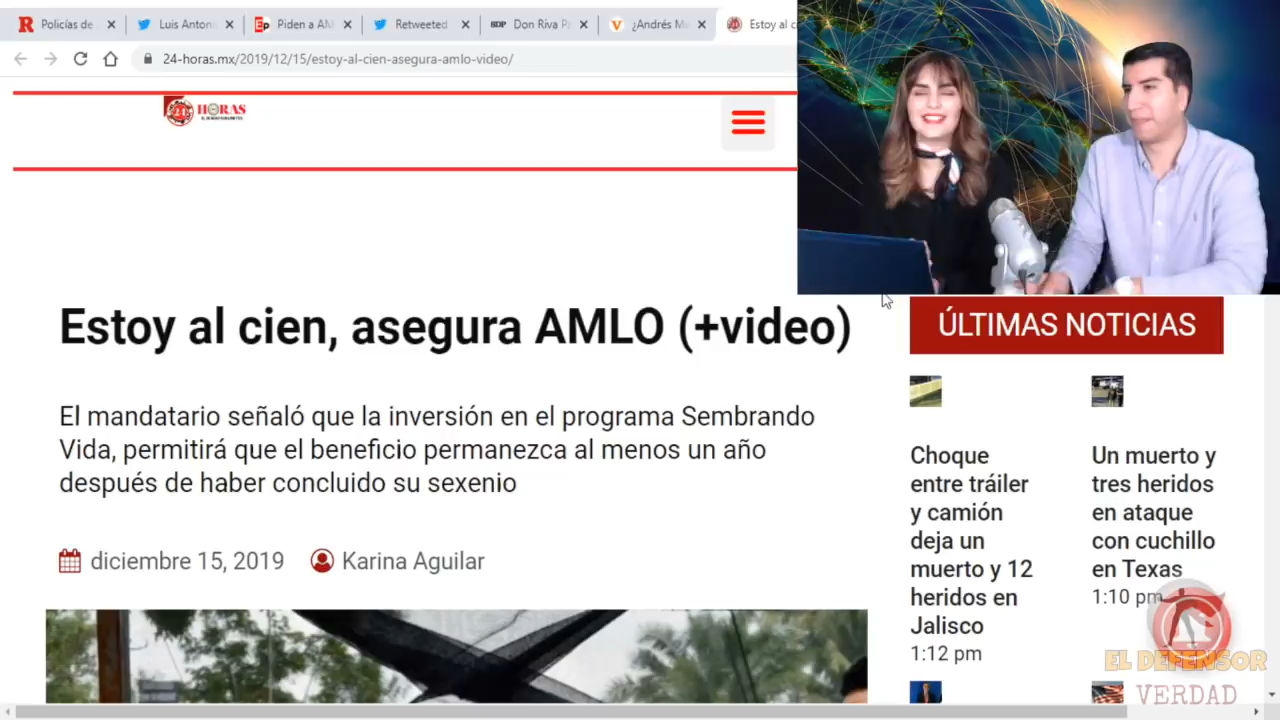 Policías de
Luis Antoni
Piden a AM
Retweeted
SDP Don Riva P
¿Andrés M
Estoy al ci
24-horas.mx/2019/12/15/estoy-al-cien-asegura-amlo-video/
24 HORAS
Estoy al cien, asegura AMLO (+video)
El mandatario señaló que la inversión en el programa Sembrando
Vida, permitirá que el beneficio permanezca al menos un año
después de haber concluido su sexenio
diciembre 15, 2019 Karina Aguilar
ÚLTIMAS NOTICIAS
Choque
entre tráiler
y camión
deja un
muerto y 12
heridos en
Jalisco
1:12 pm
Un muerto y
tres heridos
en ataque
con cuchillo
en Texas
1:10 pm
EL DEFENSOR
VERDAD